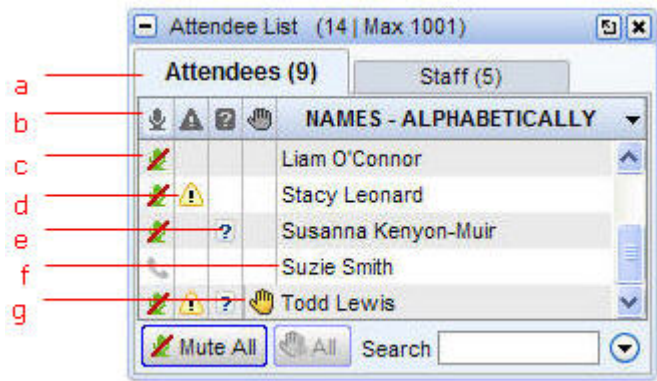 Attendee List (14 | Max 1001)
a Attendees (9) Staff (5)
b NAMES - ALPHABETICALLY
c Liam O'Connor
d Stacy Leonard
e ? Susanna Kenyon-Muir
f Suzie Smith
g ? Todd Lewis
Mute All All Search